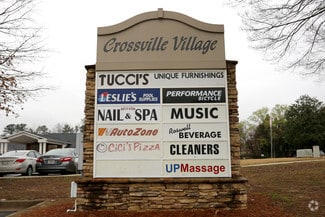 Crossville Village
TUCCI'S UNIQUE FURNISHINGS
LESLIE'S POOL SUPPLIES
PERFORMANCE BICYCLE
NAIL & SPA
MUSIC
AutoZone
Roswell BEVERAGE
CiCi's Pizza
CLEANERS
UPMassage